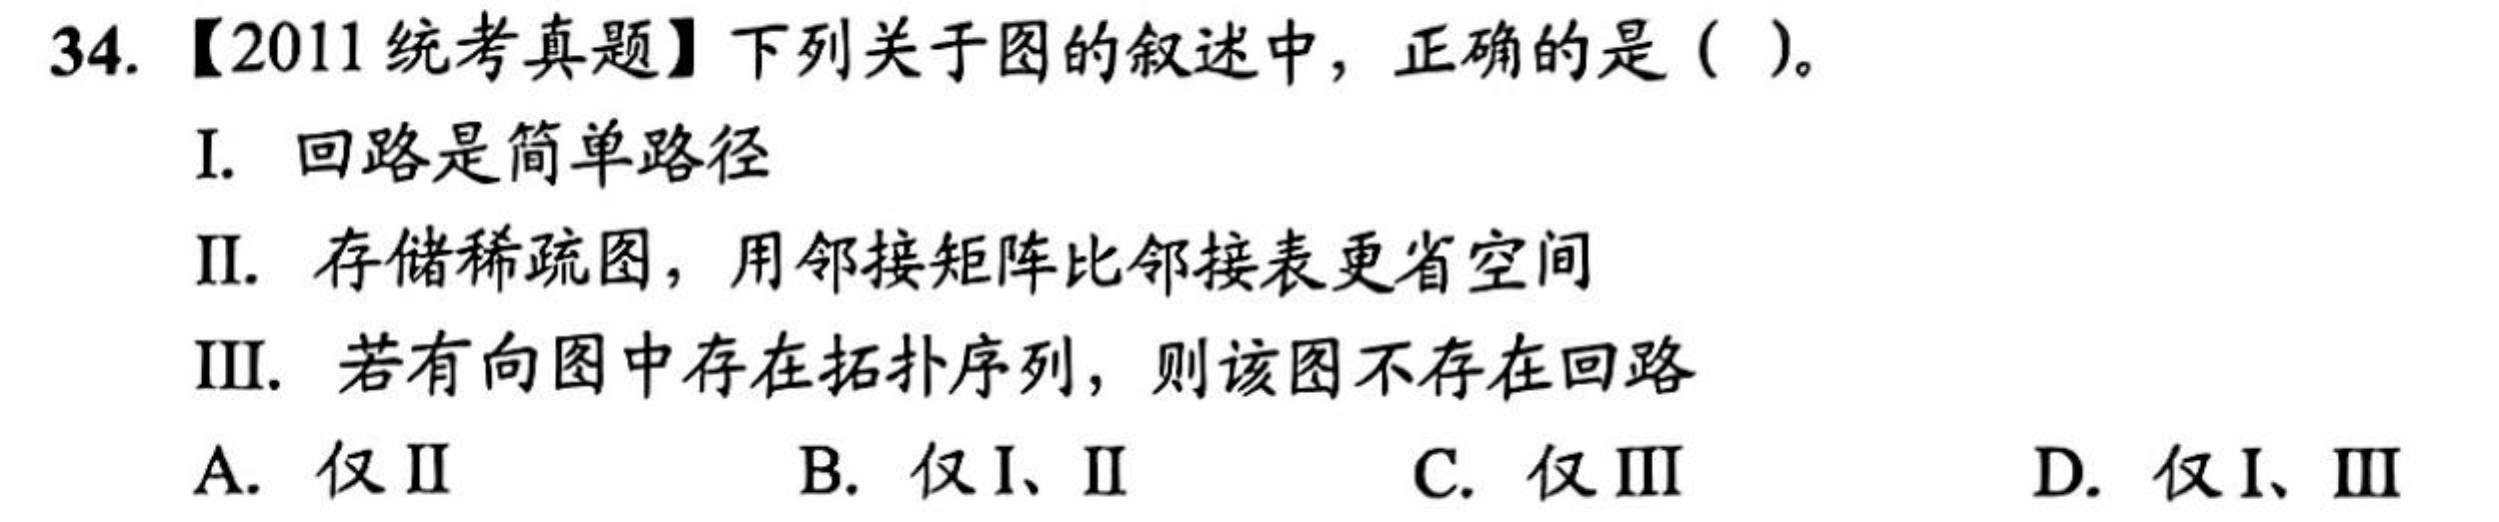 34. 【2011 统考真题】下列关于图的叙述中，正确的是（ ）。
I. 回路是简单路径
II. 存储稀疏图，用邻接矩阵比邻接表更省空间
III. 若有向图中存在拓扑序列，则该图不存在回路
A. 仅 II B. 仅 I、II C. 仅 III D. 仅 I、III